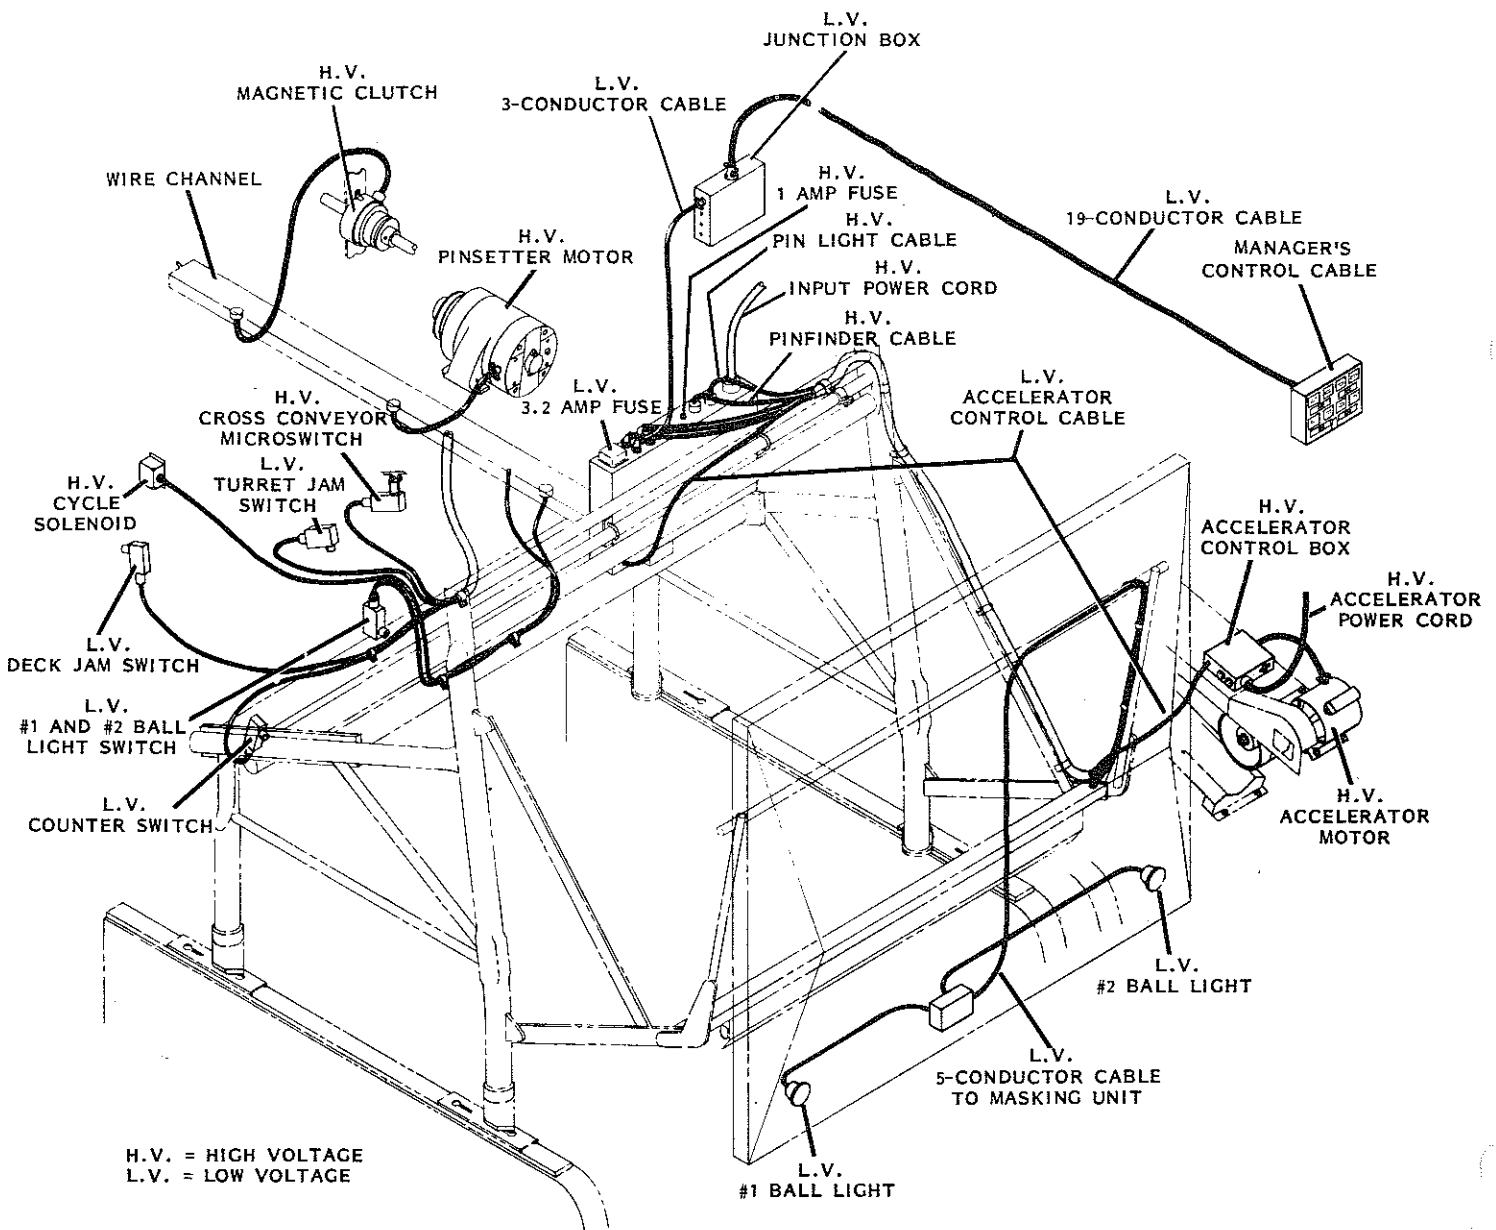 L.V.
JUNCTION BOX
H.V.
MAGNETIC CLUTCH
L.V.
3-CONDUCTOR CABLE
WIRE CHANNEL
H.V.
1 AMP FUSE
L.V.
19-CONDUCTOR CABLE
H.V.
PIN LIGHT CABLE
H.V.
PINSETTER MOTOR
MANAGER'S
CONTROL CABLE
H.V.
INPUT POWER CORD
H.V.
PINFINDER CABLE
L.V.
3.2 AMP FUSE
L.V.
ACCELERATOR
CONTROL CABLE
H.V.
CROSS CONVEYOR
MICROSWITCH
L.V.
TURRET JAM
SWITCH
H.V.
CYCLE
SOLENOID
H.V.
ACCELERATOR
CONTROL BOX
H.V.
ACCELERATOR
POWER CORD
L.V.
DECK JAM SWITCH
L.V.
#1 AND #2 BALL
LIGHT SWITCH
L.V.
COUNTER SWITCH
H.V.
ACCELERATOR
MOTOR
L.V.
#2 BALL LIGHT
L.V.
5-CONDUCTOR CABLE
TO MASKING UNIT
L.V.
#1 BALL LIGHT
H.V. = HIGH VOLTAGE
L.V. = LOW VOLTAGE